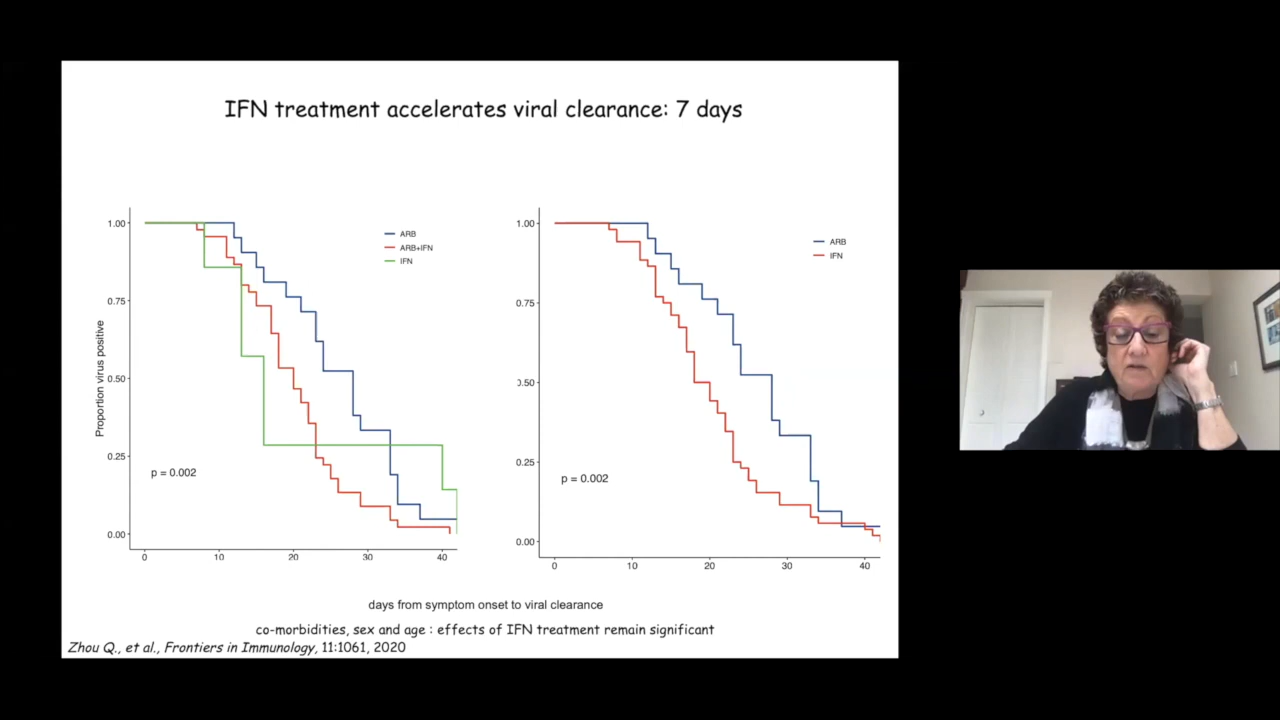 IFN treatment accelerates viral clearance: 7 days
Proportion virus positive
1.00
0.75
0.50
0.25
0.00
ARB
ARB+IFN
IFN
p = 0.002
0 10 20 30 40
1.00
0.75
0.50
0.25
0.00
ARB
IFN
p = 0.002
0 10 20 30 40
days from symptom onset to viral clearance
co-morbidities, sex and age : effects of IFN treatment remain significant
Zhou Q., et al., Frontiers in Immunology, 11:1061, 2020